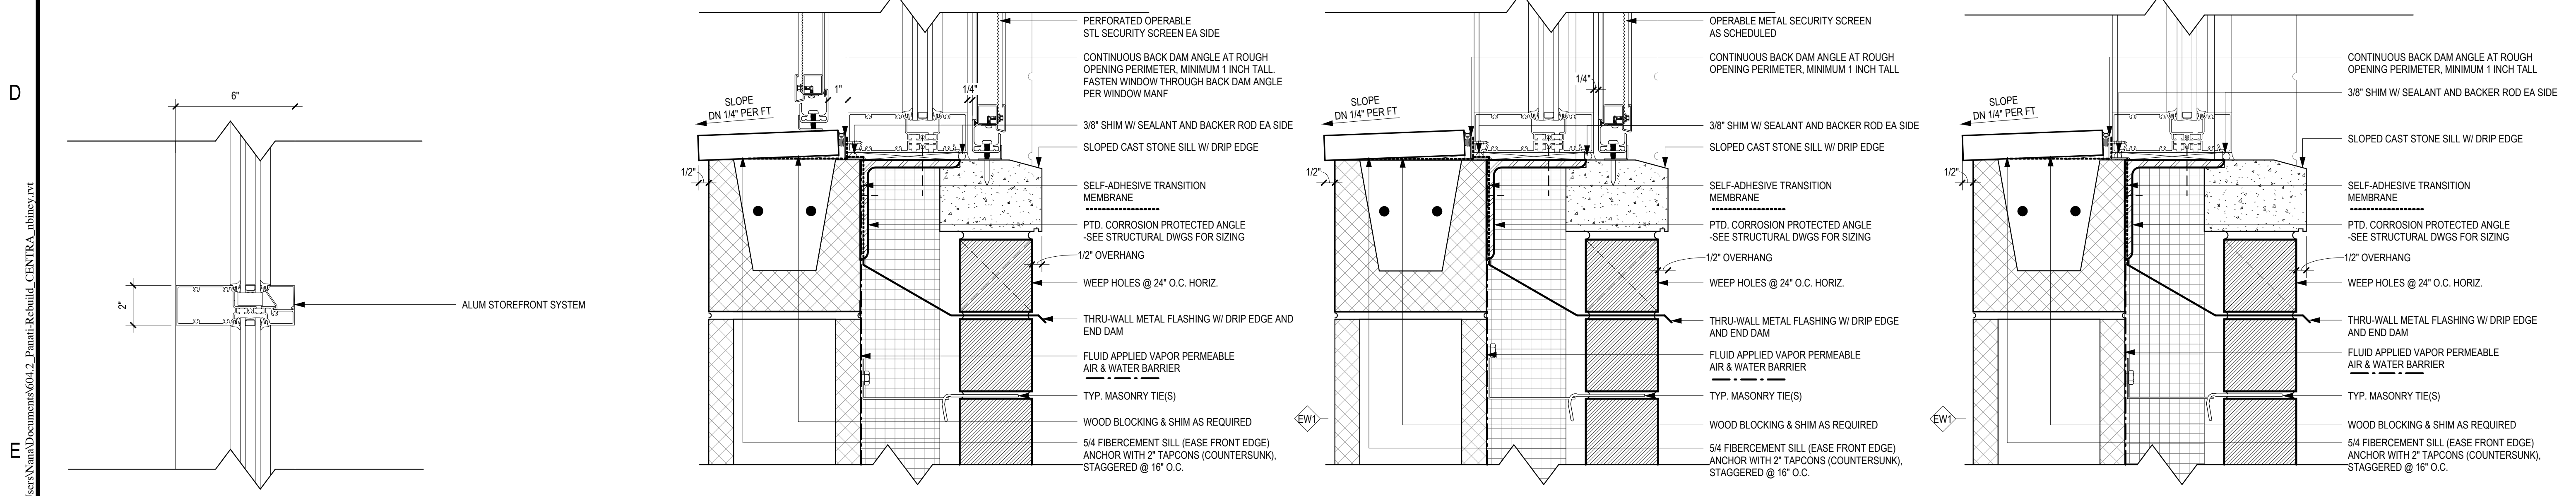 D
E
sers\Nana\Documents\604.2_Panati-Rebuild_CENTRA_nbiney.rvt
6"
2"
ALUM STOREFRONT SYSTEM
SLOPE
DN 1/4" PER FT
1"
1/4"
1/2"
PERFORATED OPERABLE
STL SECURITY SCREEN EA SIDE
CONTINUOUS BACK DAM ANGLE AT ROUGH
OPENING PERIMETER, MINIMUM 1 INCH TALL.
FASTEN WINDOW THROUGH BACK DAM ANGLE
PER WINDOW MANF
3/8" SHIM W/ SEALANT AND BACKER ROD EA SIDE
SLOPED CAST STONE SILL W/ DRIP EDGE
SELF-ADHESIVE TRANSITION
MEMBRANE
PTD. CORROSION PROTECTED ANGLE
-SEE STRUCTURAL DWGS FOR SIZING
1/2" OVERHANG
WEEP HOLES @ 24" O.C. HORIZ.
THRU-WALL METAL FLASHING W/ DRIP EDGE AND
END DAM
FLUID APPLIED VAPOR PERMEABLE
AIR & WATER BARRIER
TYP. MASONRY TIE(S)
WOOD BLOCKING & SHIM AS REQUIRED
5/4 FIBERCEMENT SILL (EASE FRONT EDGE)
ANCHOR WITH 2" TAPCONS (COUNTERSUNK),
STAGGERED @ 16" O.C.
SLOPE
DN 1/4" PER FT
1/4"
1/2"
EW1
OPERABLE METAL SECURITY SCREEN
AS SCHEDULED
CONTINUOUS BACK DAM ANGLE AT ROUGH
OPENING PERIMETER, MINIMUM 1 INCH TALL
3/8" SHIM W/ SEALANT AND BACKER ROD EA SIDE
SLOPED CAST STONE SILL W/ DRIP EDGE
SELF-ADHESIVE TRANSITION
MEMBRANE
PTD. CORROSION PROTECTED ANGLE
-SEE STRUCTURAL DWGS FOR SIZING
1/2" OVERHANG
WEEP HOLES @ 24" O.C. HORIZ.
THRU-WALL METAL FLASHING W/ DRIP EDGE
AND END DAM
FLUID APPLIED VAPOR PERMEABLE
AIR & WATER BARRIER
TYP. MASONRY TIE(S)
WOOD BLOCKING & SHIM AS REQUIRED
5/4 FIBERCEMENT SILL (EASE FRONT EDGE)
ANCHOR WITH 2" TAPCONS (COUNTERSUNK),
STAGGERED @ 16" O.C.
SLOPE
DN 1/4" PER FT
1/2"
EW1
CONTINUOUS BACK DAM ANGLE AT ROUGH
OPENING PERIMETER, MINIMUM 1 INCH TALL
3/8" SHIM W/ SEALANT AND BACKER ROD EA SIDE
SLOPED CAST STONE SILL W/ DRIP EDGE
SELF-ADHESIVE TRANSITION
MEMBRANE
PTD. CORROSION PROTECTED ANGLE
-SEE STRUCTURAL DWGS FOR SIZING
1/2" OVERHANG
WEEP HOLES @ 24" O.C. HORIZ.
THRU-WALL METAL FLASHING W/ DRIP EDGE
AND END DAM
FLUID APPLIED VAPOR PERMEABLE
AIR & WATER BARRIER
TYP. MASONRY TIE(S)
WOOD BLOCKING & SHIM AS REQUIRED
5/4 FIBERCEMENT SILL (EASE FRONT EDGE)
ANCHOR WITH 2" TAPCONS (COUNTERSUNK),
STAGGERED @ 16" O.C.